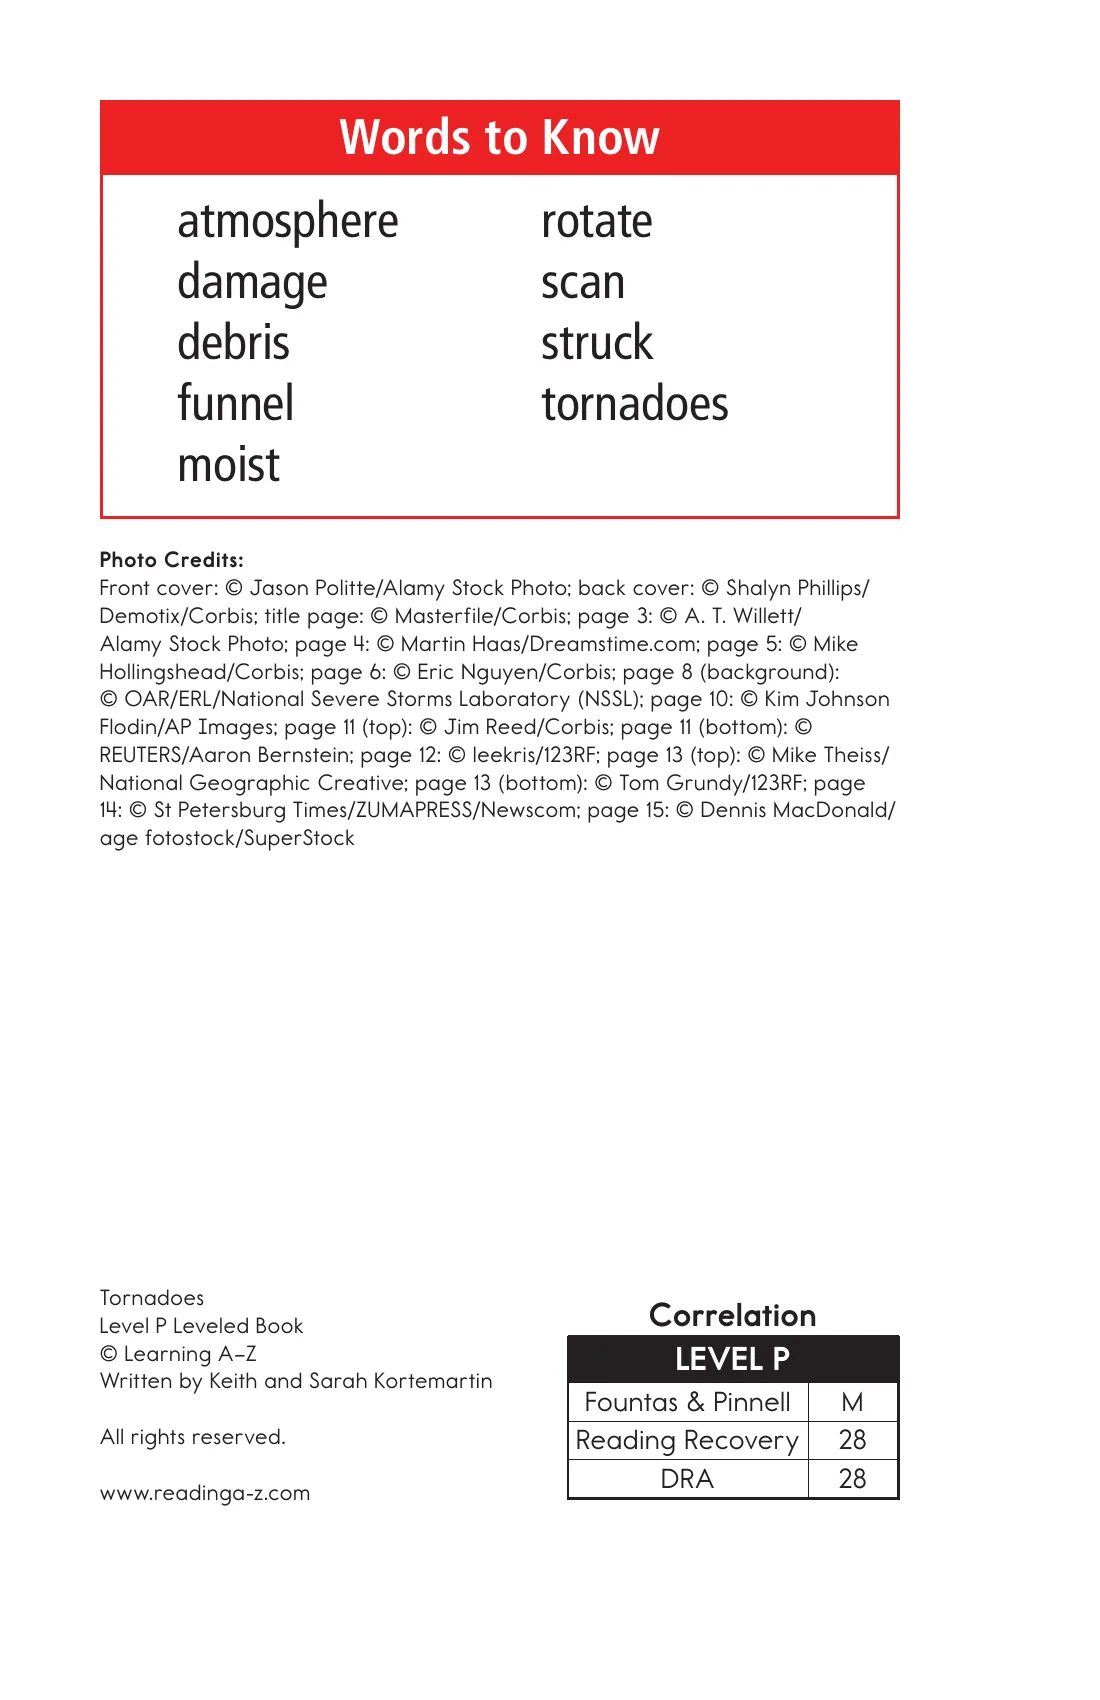 Words to Know
atmosphere
damage
debris
funnel
moist
rotate
scan
struck
tornadoes
Photo Credits:
Front cover: © Jason Politte/Alamy Stock Photo; back cover: © Shalyn Phillips/
Demotix/Corbis; title page: © Masterfile/Corbis; page 3: © A. T. Willett/
Alamy Stock Photo; page 4: © Martin Haas/Dreamstime.com; page 5: © Mike
Hollingshead/Corbis; page 6: © Eric Nguyen/Corbis; page 8 (background):
© OAR/ERL/National Severe Storms Laboratory (NSSL); page 10: © Kim Johnson
Flodin/AP Images; page 11 (top): © Jim Reed/Corbis; page 11 (bottom): ©
REUTERS/Aaron Bernstein; page 12: © leekris/123RF; page 13 (top): © Mike Theiss/
National Geographic Creative; page 13 (bottom): © Tom Grundy/123RF; page
14: © St Petersburg Times/ZUMAPRESS/Newscom; page 15: © Dennis MacDonald/
age fotostock/SuperStock
Tornadoes
Level P Leveled Book
© Learning A–Z
Written by Keith and Sarah Kortemartin
All rights reserved.
www.readinga-z.com
Correlation
LEVEL P
Fountas & Pinnell M
Reading Recovery 28
DRA 28